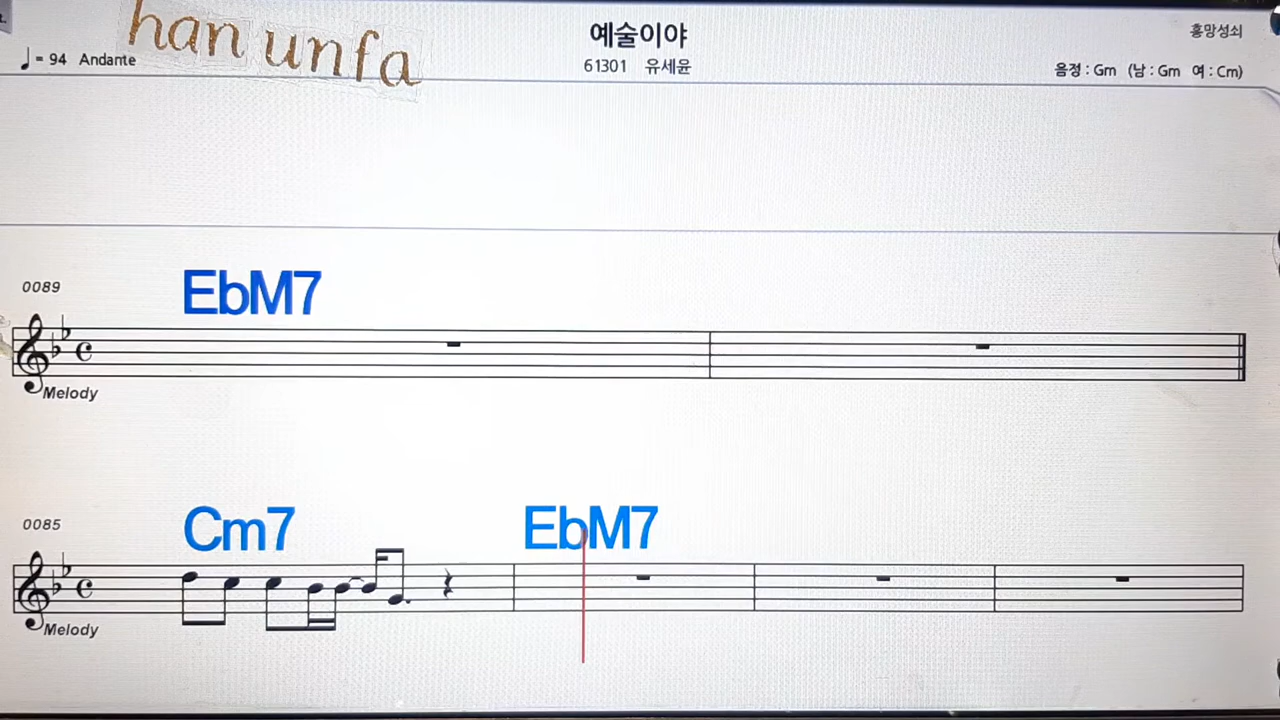 han unfa
예술이야
흥망성쇠
♩= 94 Andante
61301 유세윤
음정 : Gm (남 : Gm 여 : Cm)
0089
EbM7
Melody
0085
Cm7 EbM7
Melody